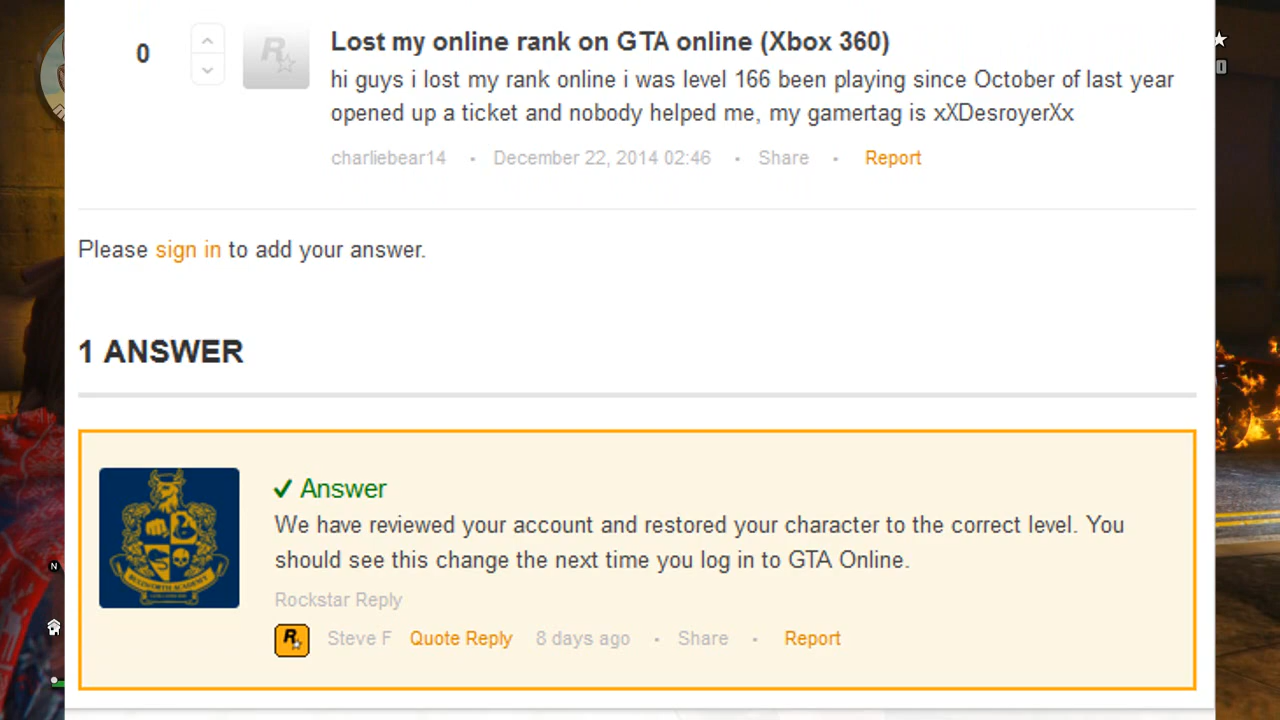 0
Lost my online rank on GTA online (Xbox 360)
hi guys i lost my rank online i was level 166 been playing since October of last year
opened up a ticket and nobody helped me, my gamertag is xXDesroyerXx
charliebear14 • December 22, 2014 02:46 • Share • Report
Please sign in to add your answer.
1 ANSWER
✔ Answer
We have reviewed your account and restored your character to the correct level. You
should see this change the next time you log in to GTA Online.
Rockstar Reply
R Steve F Quote Reply 8 days ago • Share • Report
BULLWORTH ACADEMY
N